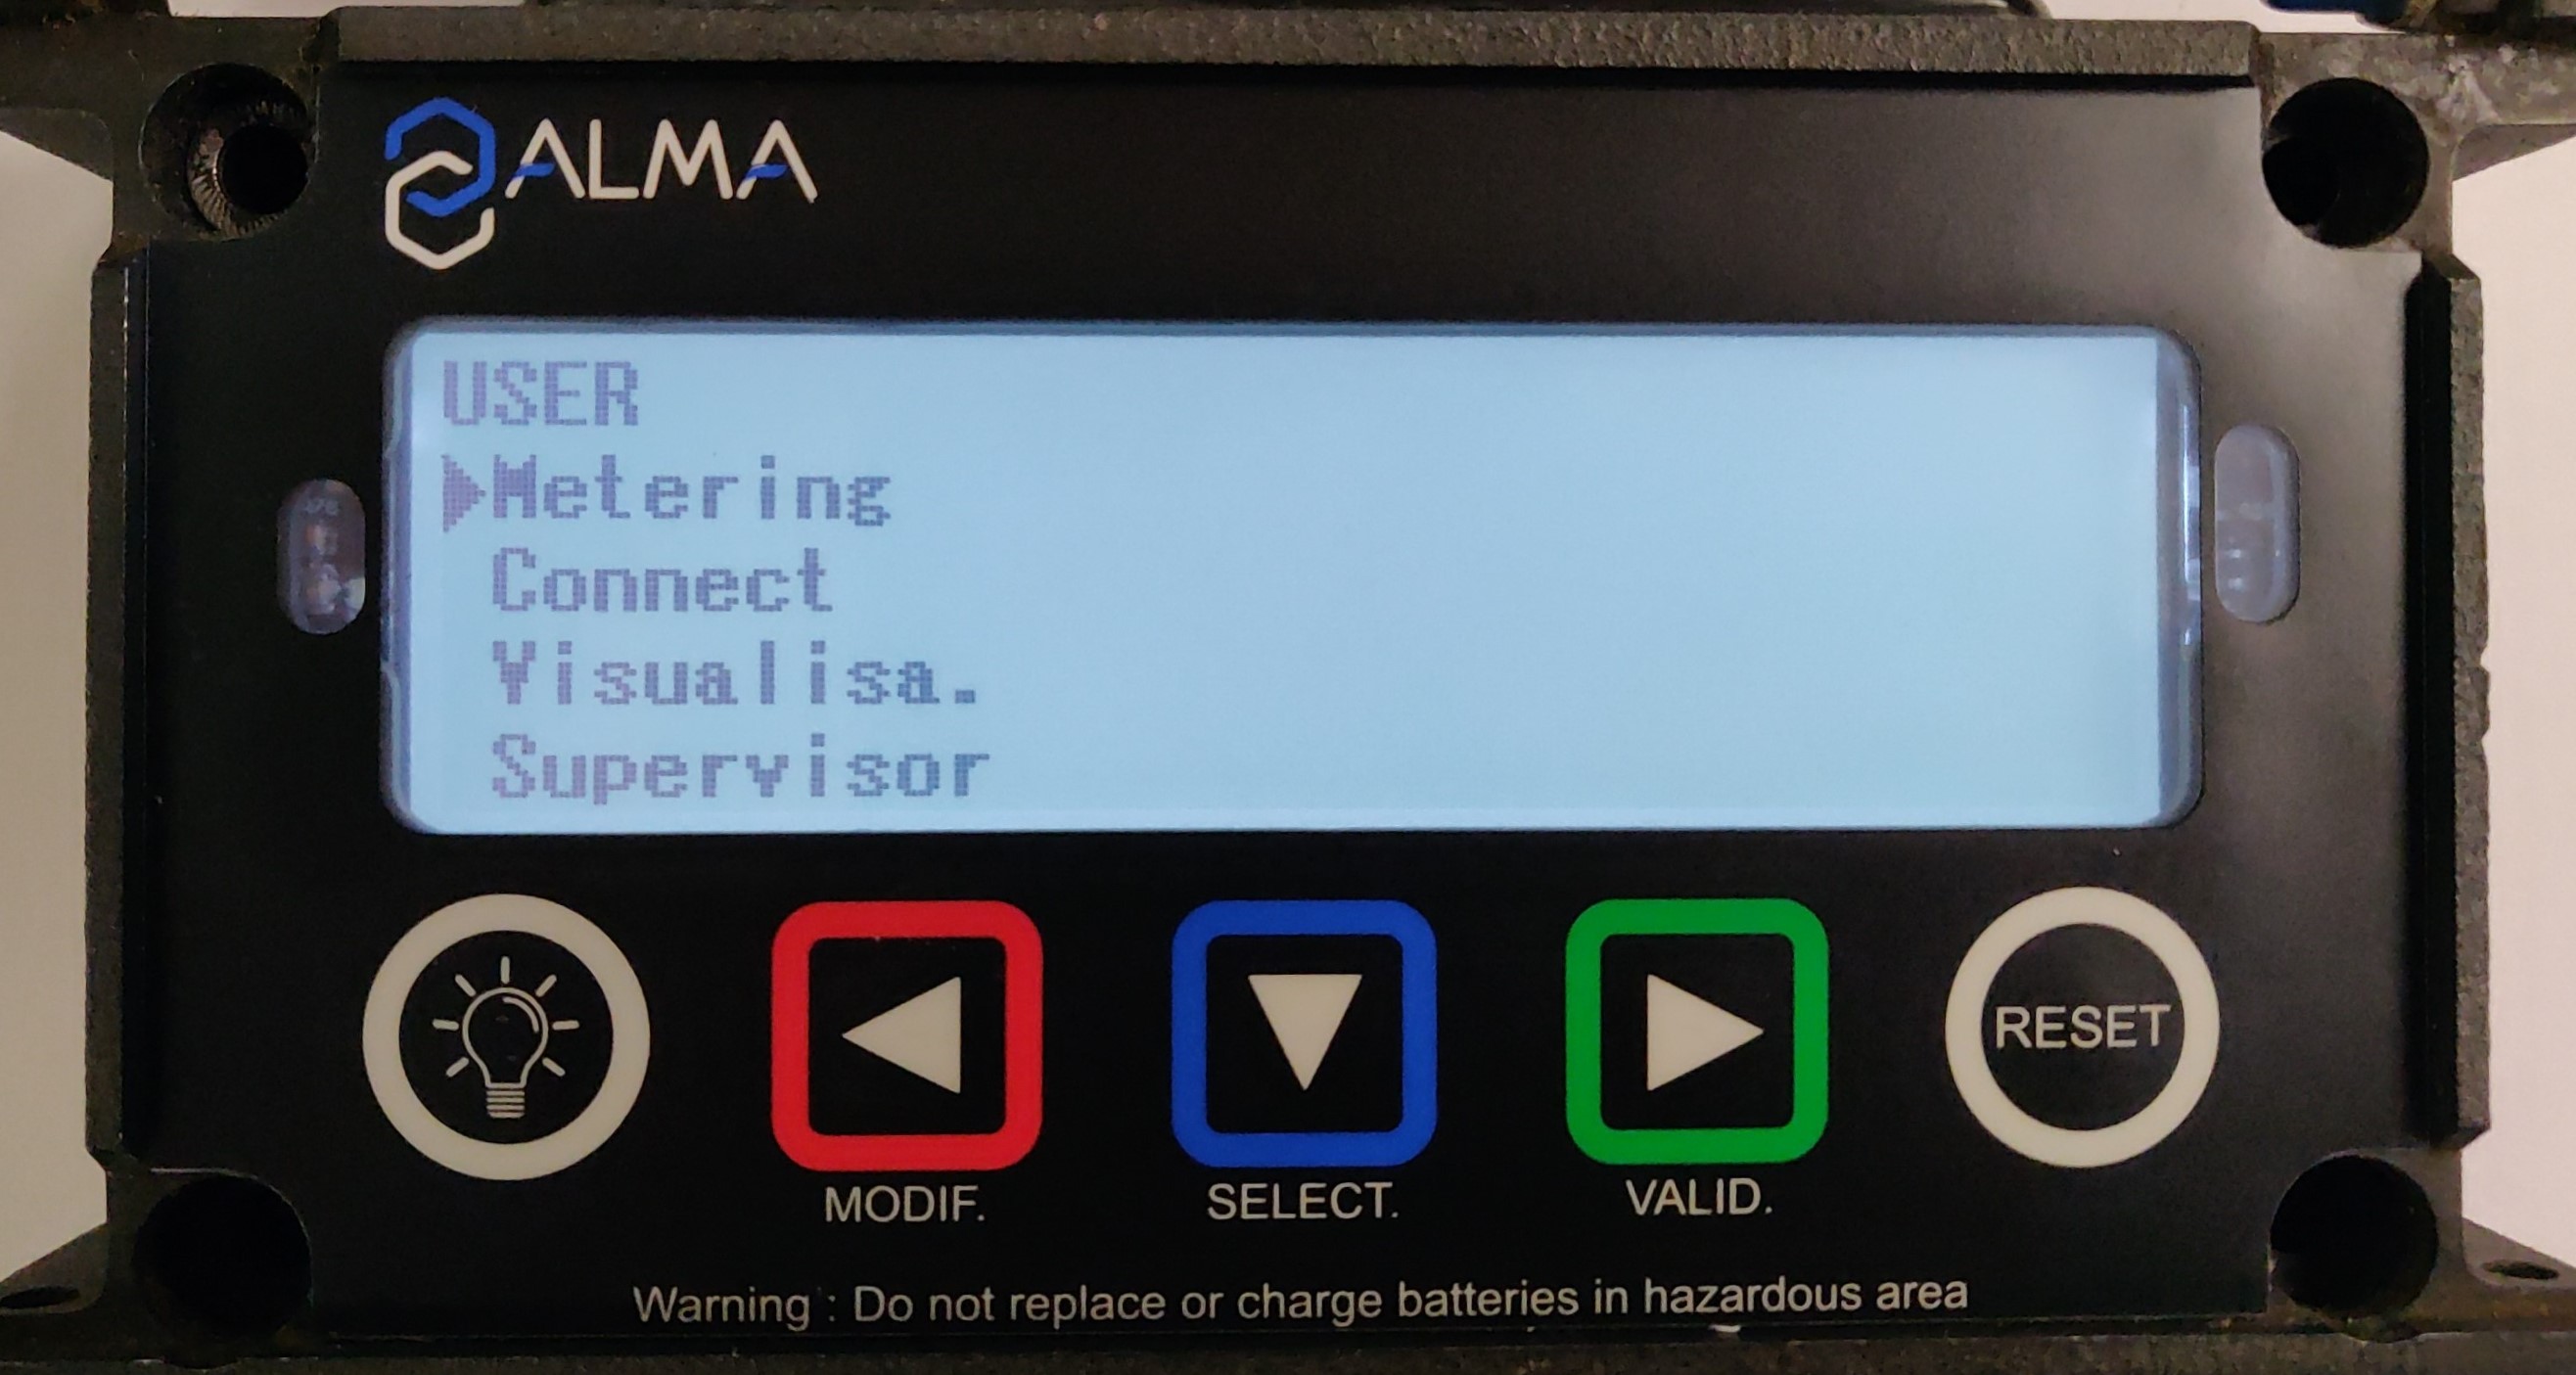 ALMA
USER
▶Metering
Connect
Visualisa.
Supervisor
RESET
MODIF.
SELECT.
VALID.
Warning : Do not replace or charge batteries in hazardous area